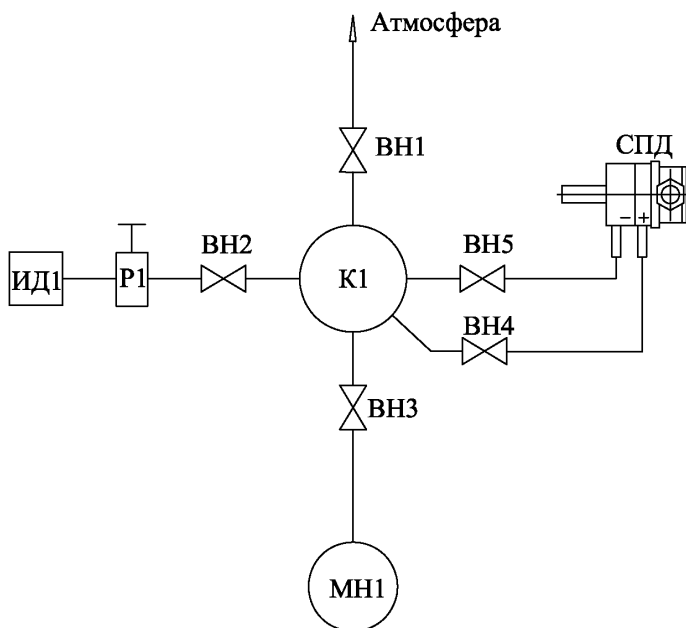 Атмосфера
ВН1
СПД
- +
ВН2
ВН5
ИД1
Р1
К1
ВН4
ВН3
МН1